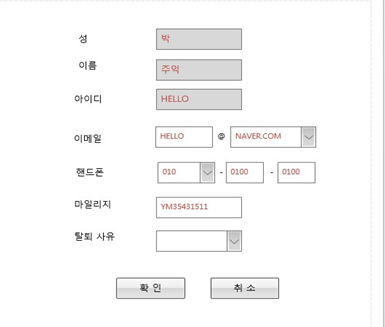 성 박
이름 주익
아이디 HELLO
이메일 HELLO @ NAVER.COM
핸드폰 010 - 0100 - 0100
마일리지 YM35431511
탈퇴 사유
확 인 취 소